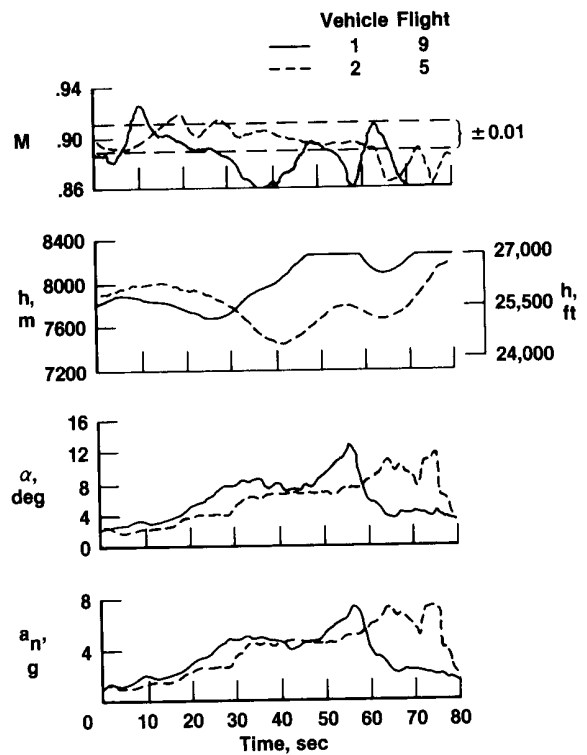 Vehicle Flight
1 9
2 5
.94
.90
.86
M
± 0.01
8400
8000
7600
7200
h,
m
27,000
25,500
24,000
h,
ft
16
12
8
4
0
α,
deg
8
4
an,
g
0 10 20 30 40 50 60 70 80
Time, sec